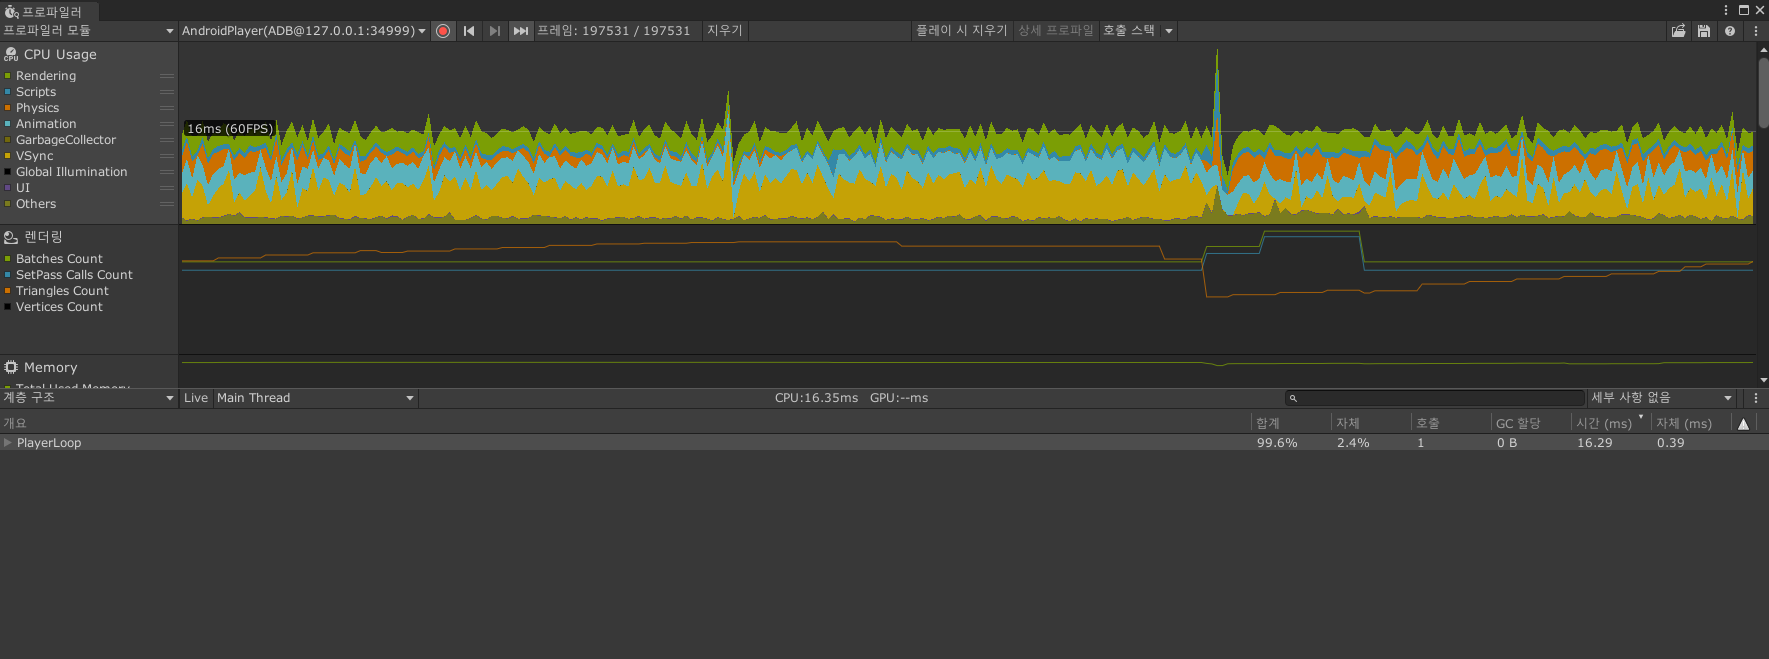 프로파일러
프로파일러 모듈 AndroidPlayer(ADB@127.0.0.1:34999) 프레임: 197531 / 197531 지우기 플레이 시 지우기 상세 프로파일 호출 스택
CPU Usage
Rendering
Scripts
Physics
Animation
GarbageCollector
VSync
Global Illumination
UI
Others
16ms (60FPS)
렌더링
Batches Count
SetPass Calls Count
Triangles Count
Vertices Count
Memory
Total Used Memory
계층 구조 Live Main Thread CPU:16.35ms GPU:--ms 세부 사항 없음
개요 합계 자체 호출 GC 할당 시간 (ms) 자체 (ms)
PlayerLoop 99.6% 2.4% 1 0 B 16.29 0.39